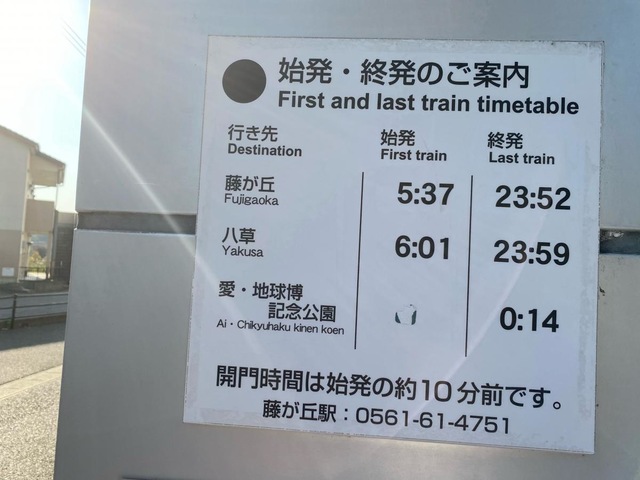 始発・終発のご案内
First and last train timetable
行き先 始発 終発
Destination First train Last train
藤が丘 5:37 23:52
Fujigaoka
八草 6:01 23:59
Yakusa
愛・地球博
記念公園 0:14
Ai・Chikyuhaku kinen koen
開門時間は始発の約10分前です。
藤が丘駅：0561-61-4751